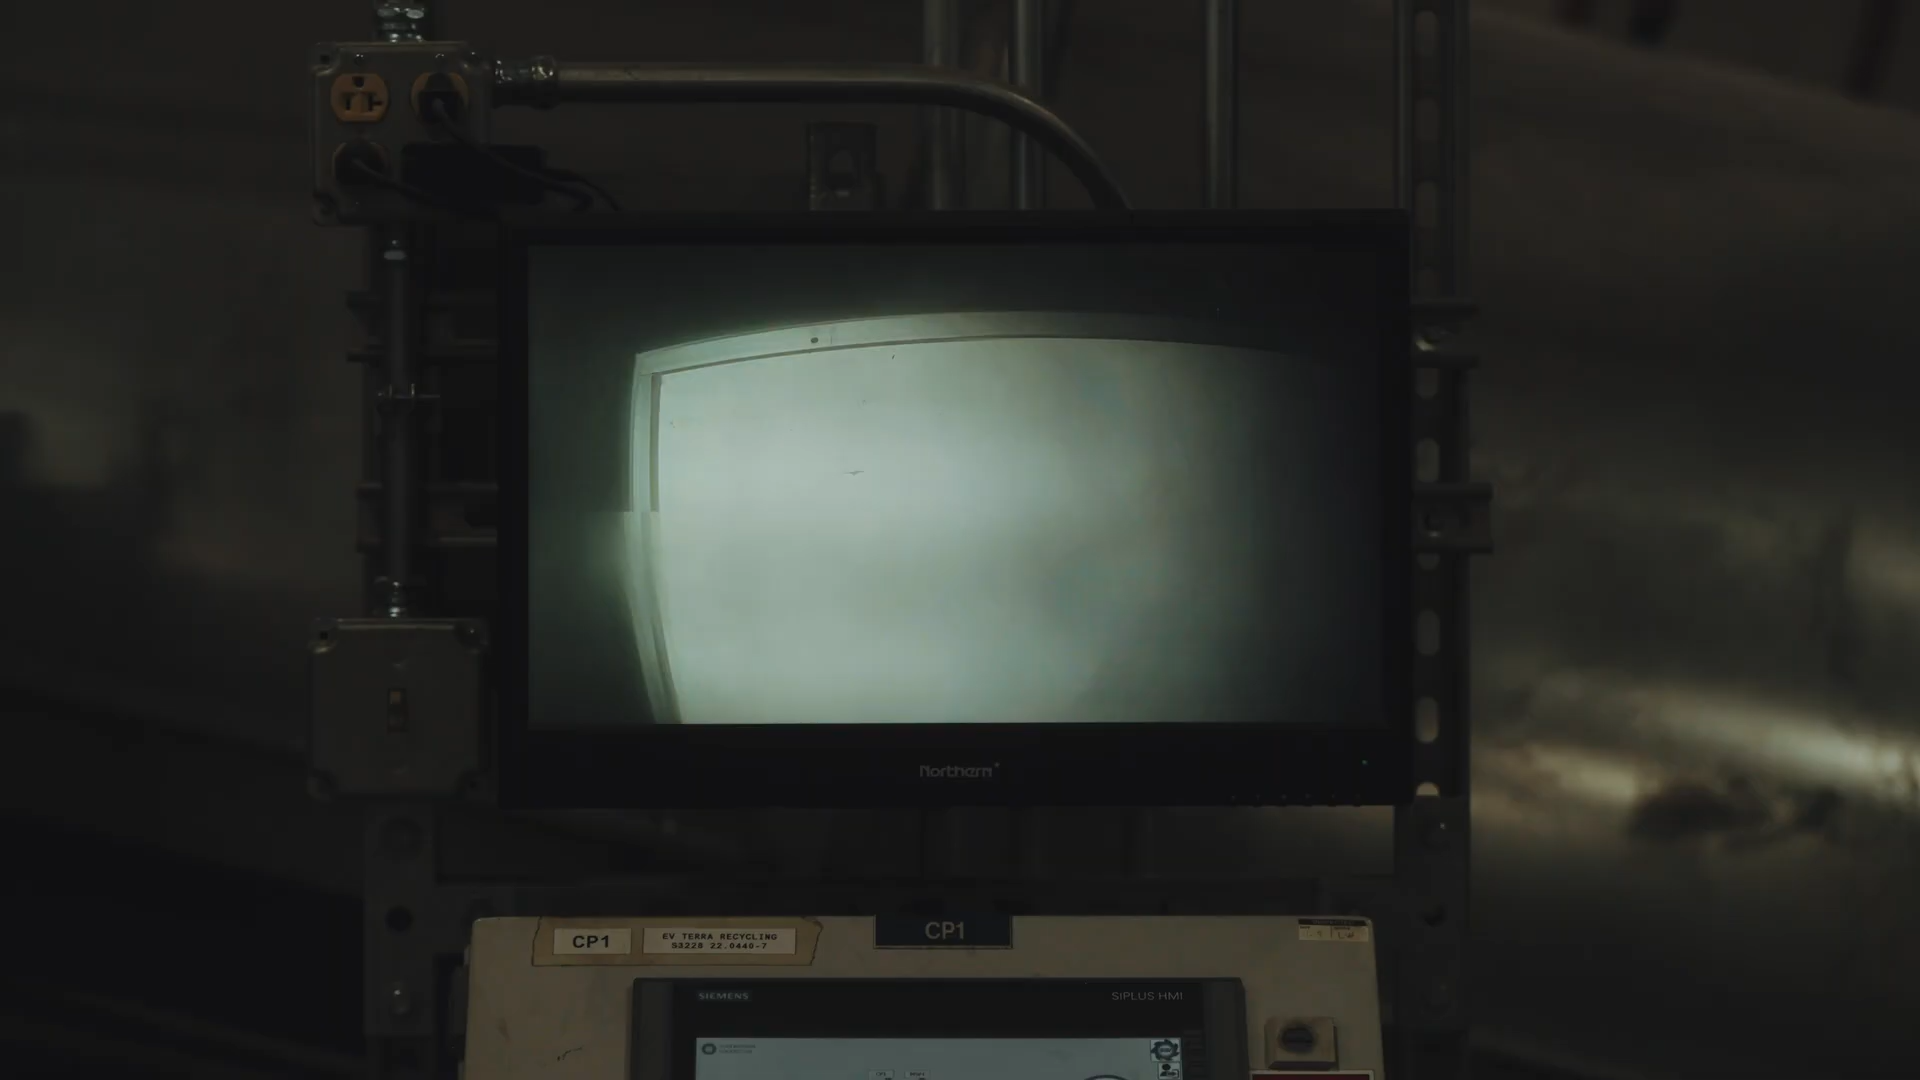 Northern
CP1
CP1
EV TERRA RECYCLING
S3228 22.0440-7
SIEMENS
SIPLUS HMI